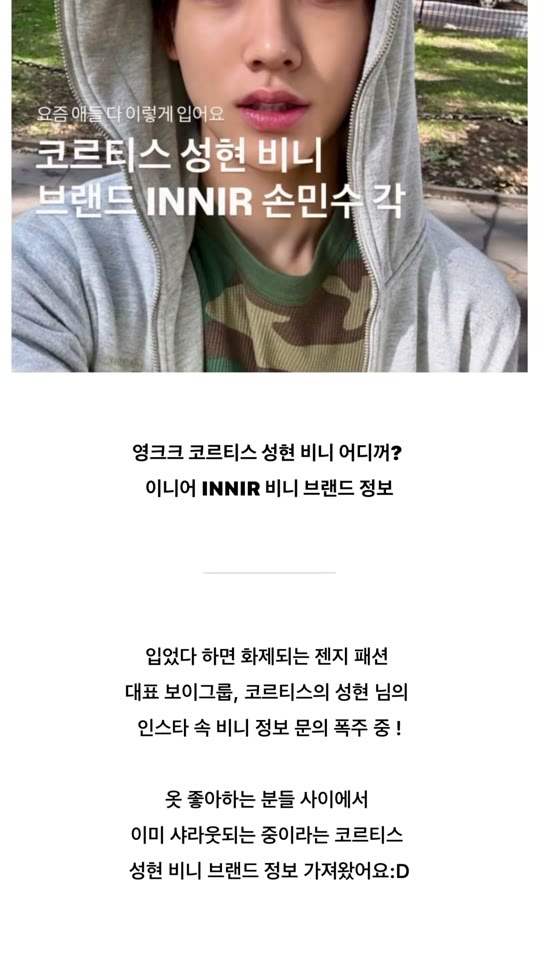 요즘 애들 다 이렇게 입어요
코르티스 성현 비니
브랜드 INNIR 손민수 각
영크크 코르티스 성현 비니 어디꺼?
이니어 INNIR 비니 브랜드 정보
입었다 하면 화제되는 젠지 패션
대표 보이그룹, 코르티스의 성현 님의
인스타 속 비니 정보 문의 폭주 중 !
옷 좋아하는 분들 사이에서
이미 샤라웃되는 중이라는 코르티스
성현 비니 브랜드 정보 가져왔어요:D